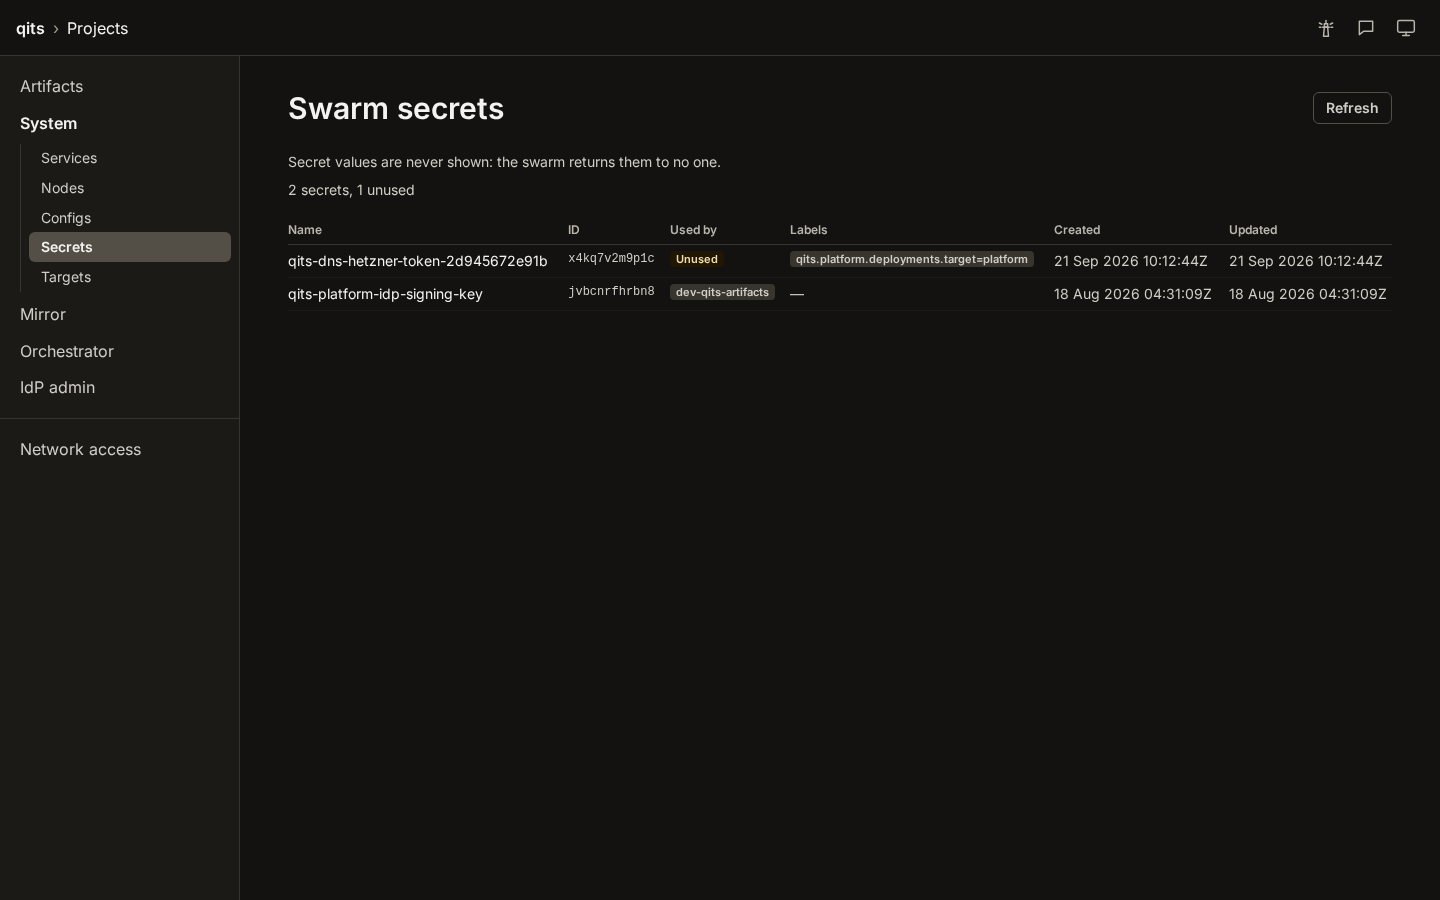 qits › Projects
Artifacts
System
Services
Nodes
Configs
Secrets
Targets
Mirror
Orchestrator
IdP admin
Network access
Swarm secrets
Refresh
Secret values are never shown: the swarm returns them to no one.
2 secrets, 1 unused
Name ID Used by Labels Created Updated
qits-dns-hetzner-token-2d945672e91b x4kq7v2m9p1c Unused qits.platform.deployments.target=platform 21 Sep 2026 10:12:44Z 21 Sep 2026 10:12:44Z
qits-platform-idp-signing-key jvbcnrfhrbn8 dev-qits-artifacts — 18 Aug 2026 04:31:09Z 18 Aug 2026 04:31:09Z